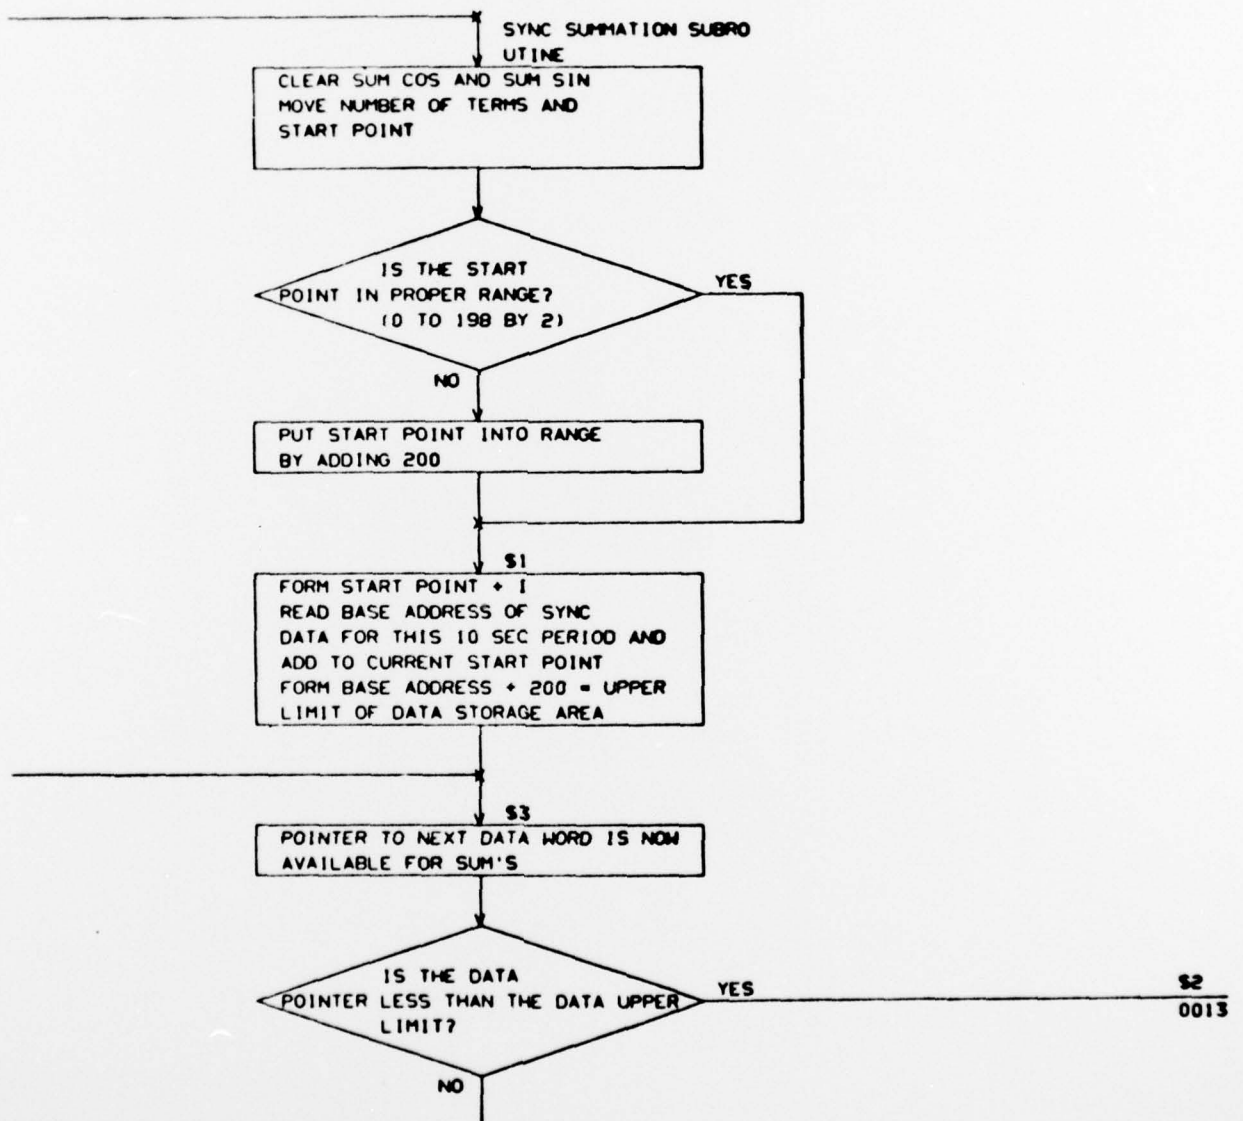 SYNC SUMMATION SUBRO
UTINE
CLEAR SUM COS AND SUM SIN
MOVE NUMBER OF TERMS AND
START POINT
IS THE START
POINT IN PROPER RANGE?
(0 TO 198 BY 2)
YES
NO
PUT START POINT INTO RANGE
BY ADDING 200
$1
FORM START POINT + I
READ BASE ADDRESS OF SYNC
DATA FOR THIS 10 SEC PERIOD AND
ADD TO CURRENT START POINT
FORM BASE ADDRESS + 200 = UPPER
LIMIT OF DATA STORAGE AREA
$3
POINTER TO NEXT DATA WORD IS NOW
AVAILABLE FOR SUM'S
IS THE DATA
POINTER LESS THAN THE DATA UPPER
LIMIT?
YES
$2
0013
NO